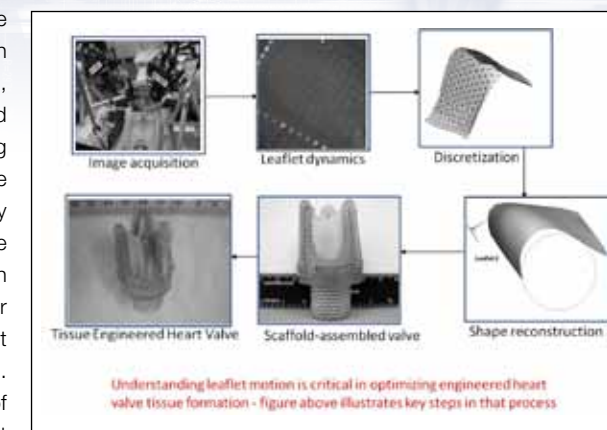 Image acquisition
Leaflet dynamics
Discretization
Tissue Engineered Heart Valve
Scaffold-assembled valve
Shape reconstruction
Understanding leaflet motion is critical in optimizing engineered heart
valve tissue formation - figure above illustrates key steps in that process